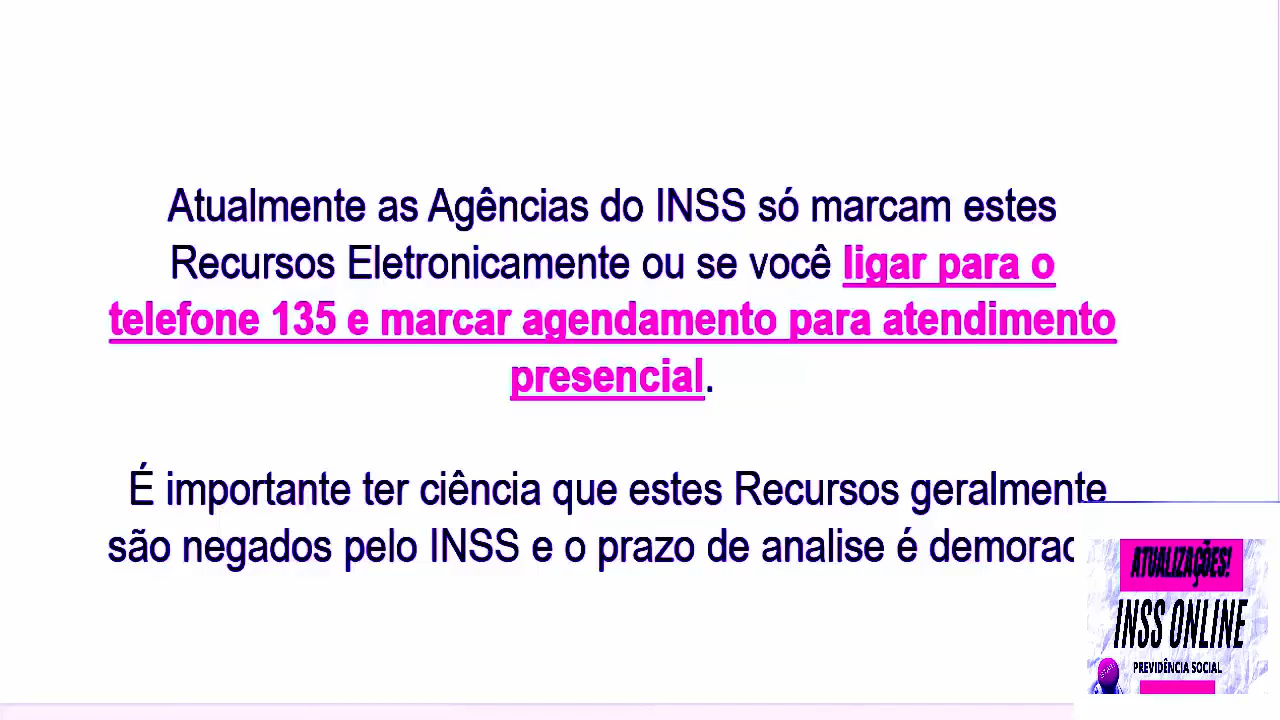 Atualmente as Agências do INSS só marcam estes
Recursos Eletronicamente ou se você ligar para o
telefone 135 e marcar agendamento para atendimento
presencial.
É importante ter ciência que estes Recursos geralmente
são negados pelo INSS e o prazo de analise é
ATUALIZAÇÕES!
INSS ONLINE
PREVIDÊNCIA SOCIAL